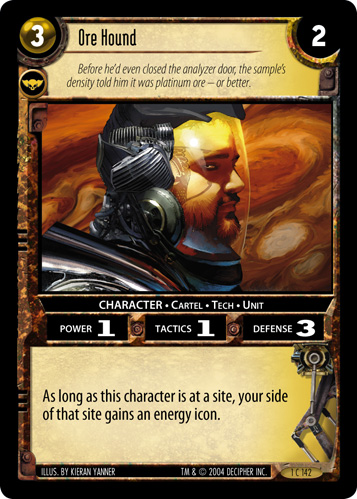 3 Ore Hound 2
Before he'd even closed the analyzer door, the sample's
density told him it was platinum ore – or better.
CHARACTER • CARTEL • TECH • UNIT
POWER 1 TACTICS 1 DEFENSE 3
As long as this character is at a site, your side
of that site gains an energy icon.
ILLUS. BY KIERAN YANNER TM & © 2004 DECIPHER INC. 1 C 142